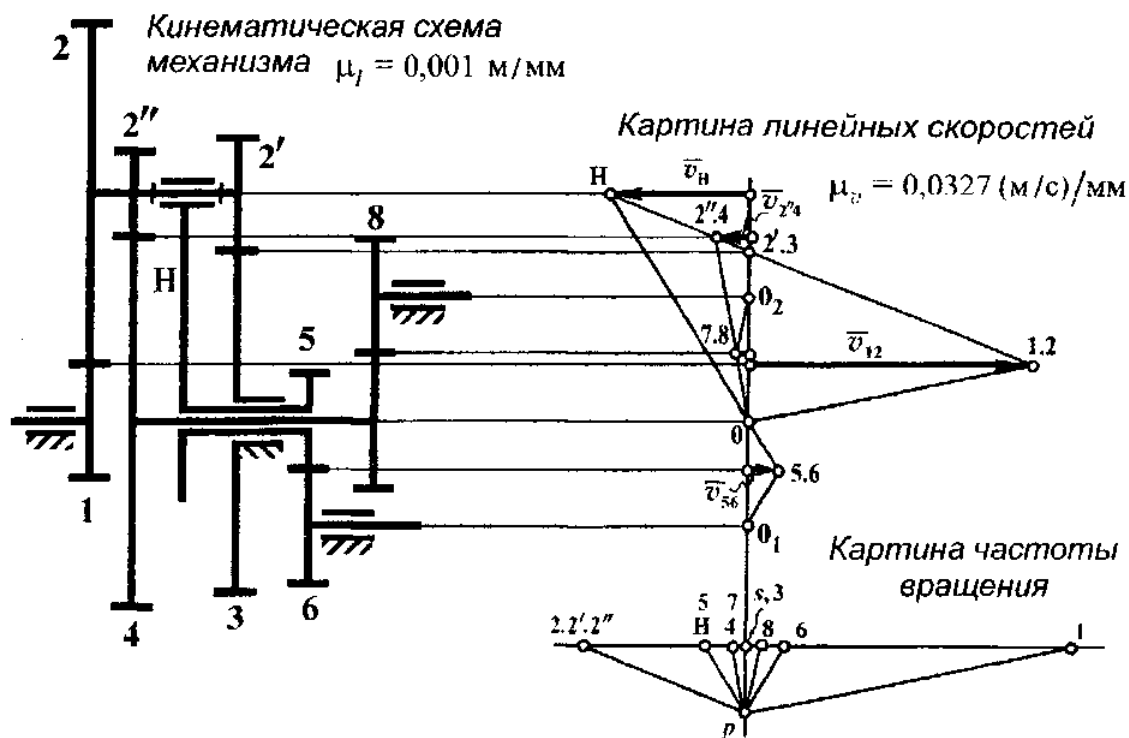 Кинематическая схема
механизма μl = 0,001 м/мм
2
2″
2′
8
H
5
1
4
3
6
Картина линейных скоростей
μv = 0,0327 (м/с)/мм
H
v̅H
v̅2″4
2″.4
2′.3
O2
7.8
v̅12
1.2
0
5.6
v̅56
O1
Картина частоты
вращения
2.2′.2″
5
H
7
4
s,3
8
6
1
p